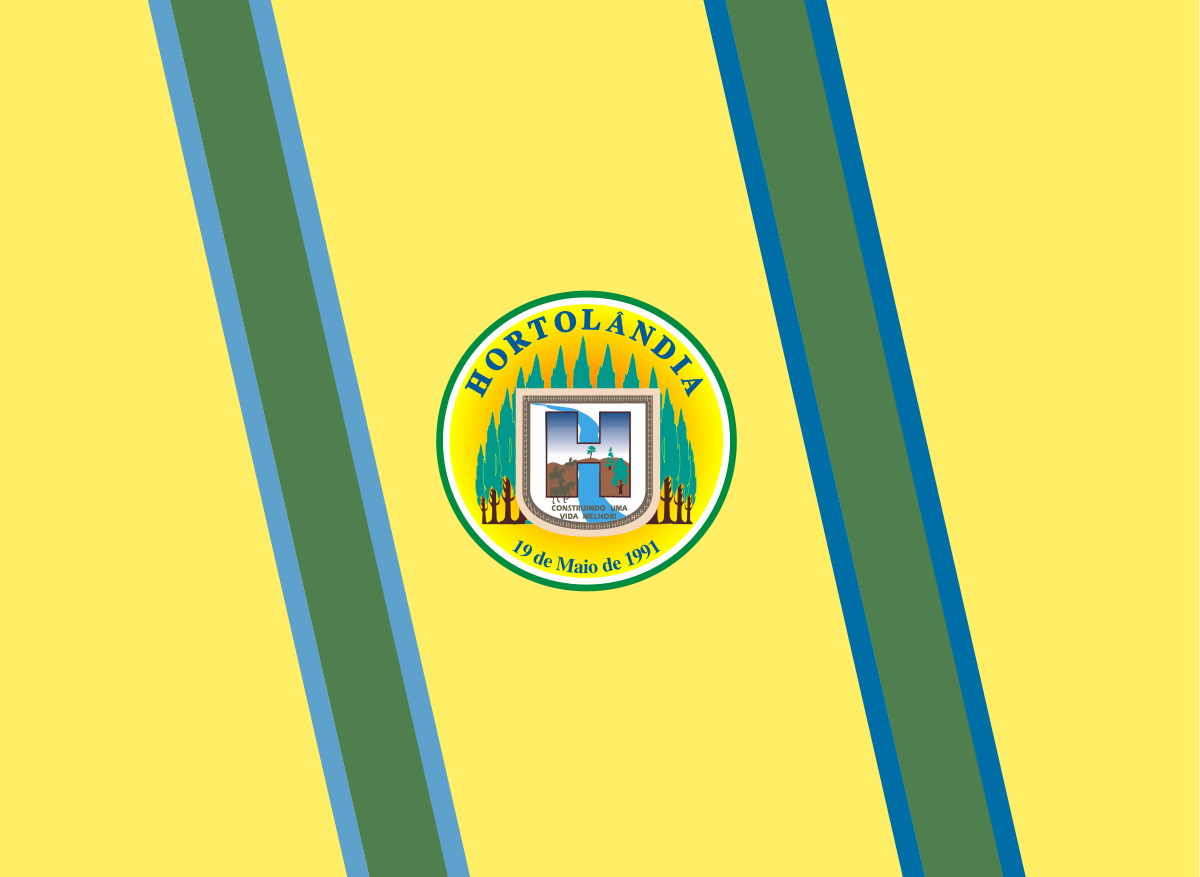 HORTOLÂNDIA
H
CONSTRUINDO UMA
VIDA MELHOR!
19 de Maio de 1991